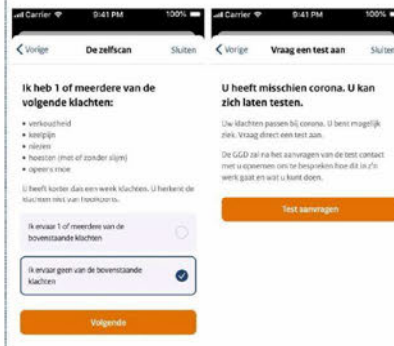 Carrier 9:41 PM 100%
Vorige De zelfscan Sluiten
Ik heb 1 of meerdere van de
volgende klachten:
• verkoudheid
• keelpijn
• niezen
• hoesten (met of zonder slijm)
• opeens moe
U heeft korter dan een week klachten. U herkent de
klachten niet van hooikoorts.
Ik ervaar 1 of meerdere van de
bovenstaande klachten
Ik ervaar geen van de bovenstaande
klachten
Volgende
Carrier 9:41 PM 100%
Vorige Vraag een test aan Sluiten
U heeft misschien corona. U kan
zich laten testen.
Uw klachten passen bij corona. U bent mogelijk
ziek. Vraag direct een test aan.
De GGD zal na het aanvragen van de test contact
met u opnemen om te bespreken hoe dit in z'n
werk gaat en wat u kunt doen.
Test aanvragen